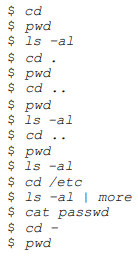 $ cd
$ pwd
$ ls -al
$ cd .
$ pwd
$ cd ..
$ pwd
$ ls -al
$ cd ..
$ pwd
$ ls -al
$ cd /etc
$ ls -al | more
$ cat passwd
$ cd -
$ pwd